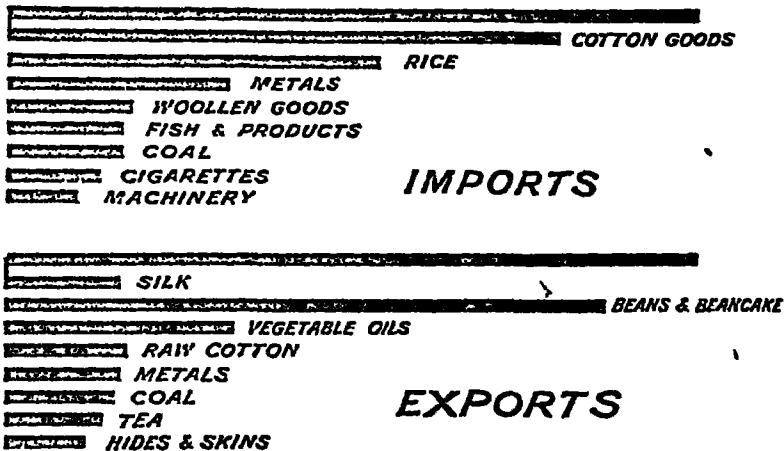 COTTON GOODS
RICE
METALS
WOOLLEN GOODS
FISH & PRODUCTS
COAL
CIGARETTES
MACHINERY
IMPORTS
SILK
BEANS & BEANCAKE
VEGETABLE OILS
RAW COTTON
METALS
COAL
TEA
HIDES & SKINS
EXPORTS